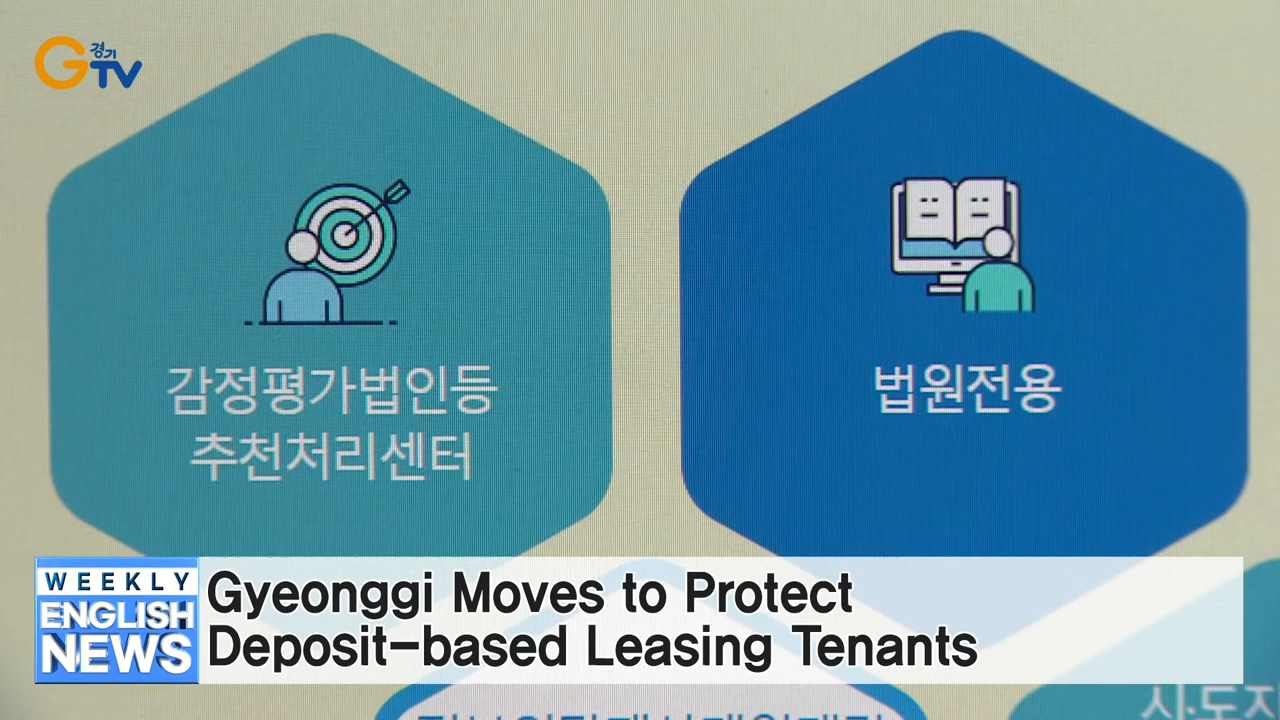 경기
GTV
감정평가법인등
추천처리센터
법원전용
WEEKLY
ENGLISH
NEWS
Gyeonggi Moves to Protect
Deposit-based Leasing Tenants